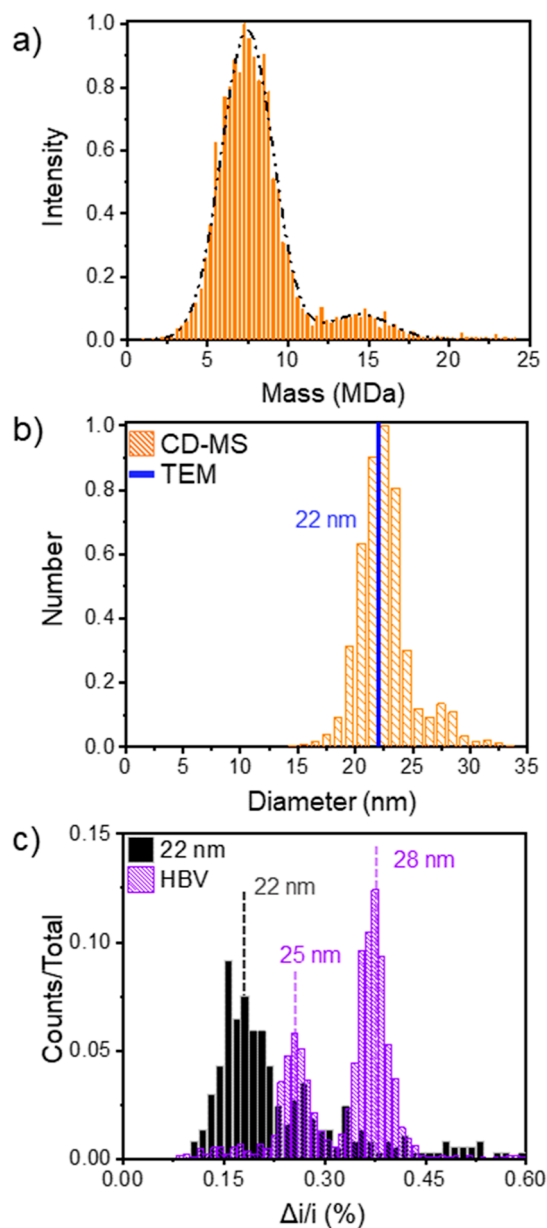 a)
1.0
0.8
0.6
0.4
0.2
0.0
Intensity
0 5 10 15 20 25
Mass (MDa)
b)
1.0
0.8
0.6
0.4
0.2
0.0
Number
CD-MS
TEM
22 nm
0 5 10 15 20 25 30 35
Diameter (nm)
c)
0.15
0.10
0.05
0.00
Counts/Total
22 nm
HBV
22 nm
25 nm
28 nm
0.00 0.15 0.30 0.45 0.60
Δi/i (%)